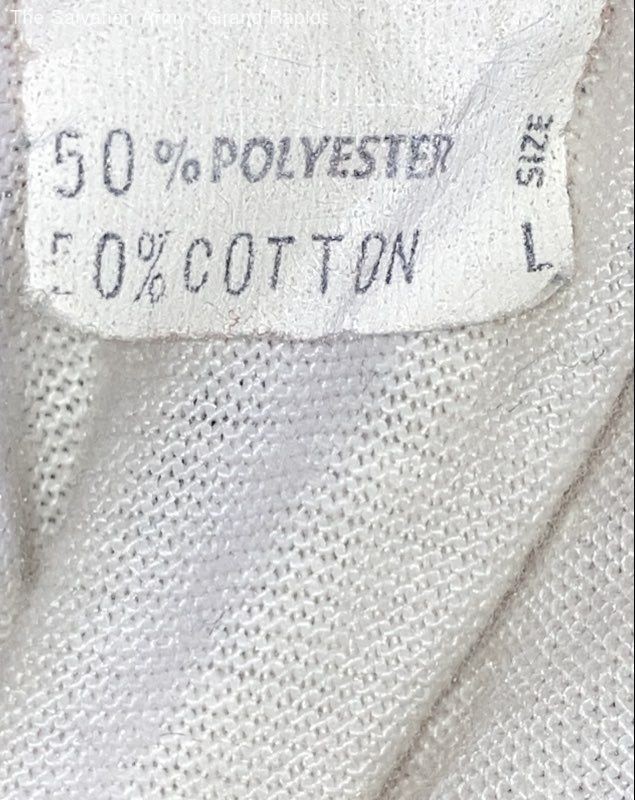 The Salvation Army - Grand Rapids
50% POLYESTER
50% COTTON
SIZE
L